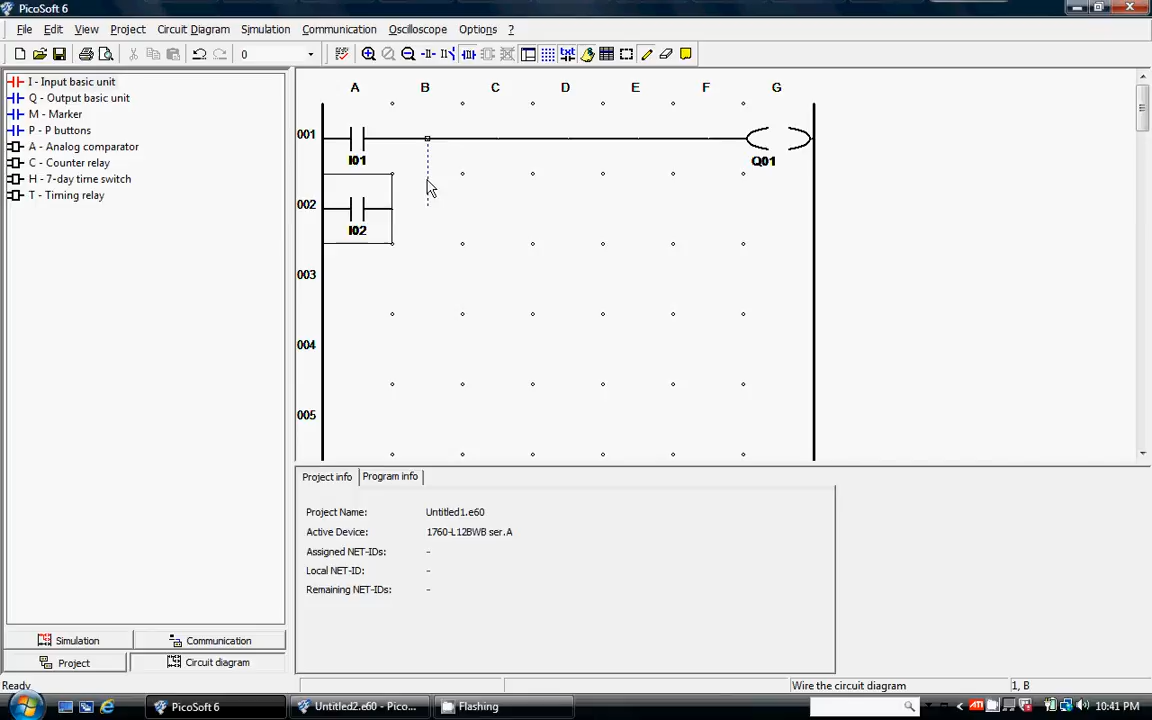 PicoSoft 6
File Edit View Project Circuit Diagram Simulation Communication Oscilloscope Options ?
0
I - Input basic unit
Q - Output basic unit
M - Marker
P - P buttons
A - Analog comparator
C - Counter relay
H - 7-day time switch
T - Timing relay
A B C D E F G
001
I01
Q01
002
I02
003
004
005
Project info Program info
Project Name: Untitled1.e60
Active Device: 1760-L12BWB ser.A
Assigned NET-IDs: -
Local NET-ID: -
Remaining NET-IDs: -
Simulation Communication
Project Circuit diagram
Ready Wire the circuit diagram 1, B
PicoSoft 6 Untitled2.e60 - Pico... Flashing 10:41 PM